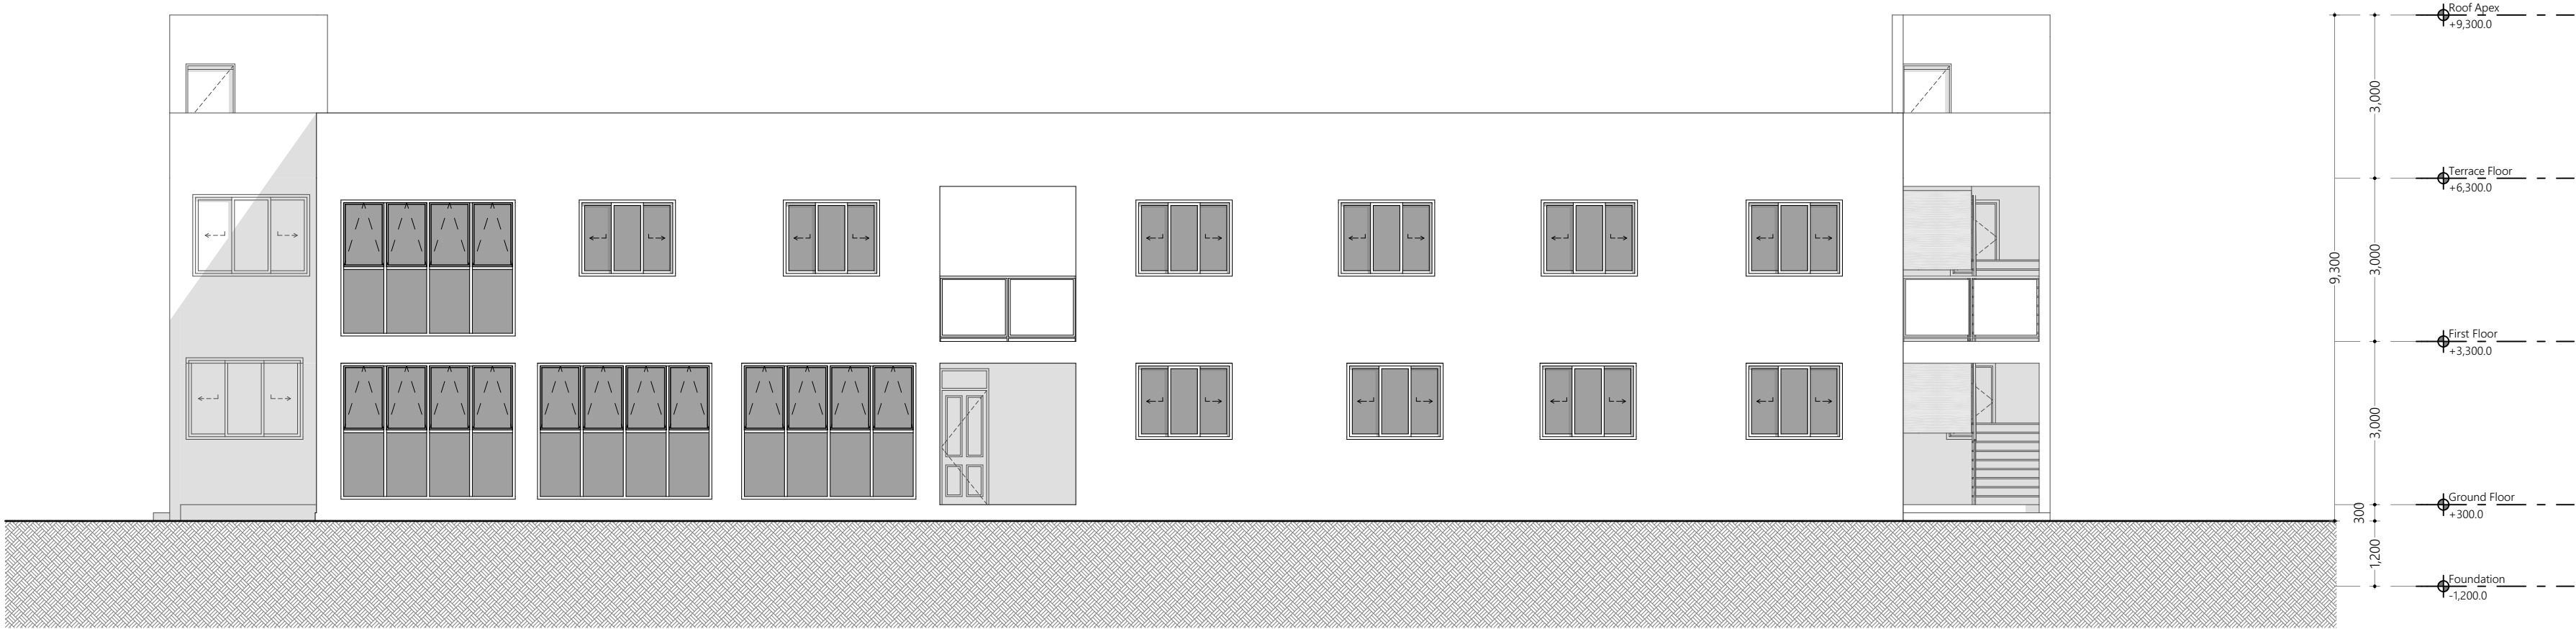 Roof Apex
+9,300.0
3,000
Terrace Floor
+6,300.0
9,300
3,000
First Floor
+3,300.0
3,000
Ground Floor
+300.0
300
1,200
Foundation
-1,200.0